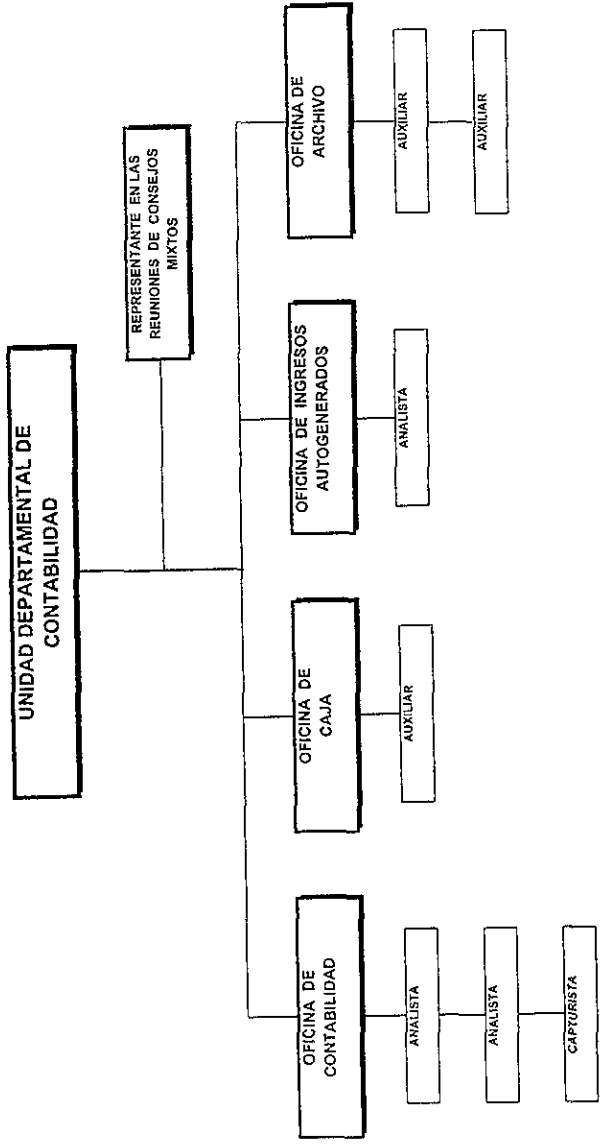 UNIDAD DEPARTAMENTAL DE
CONTABILIDAD
REPRESENTANTE EN LAS
REUNIONES DE CONSEJOS
MIXTOS
OFICINA DE
CONTABILIDAD
ANALISTA
ANALISTA
CAPTURISTA
OFICINA DE
CAJA
AUXILIAR
OFICINA DE INGRESOS
AUTOGENERADOS
ANALISTA
OFICINA DE
ARCHIVO
AUXILIAR
AUXILIAR